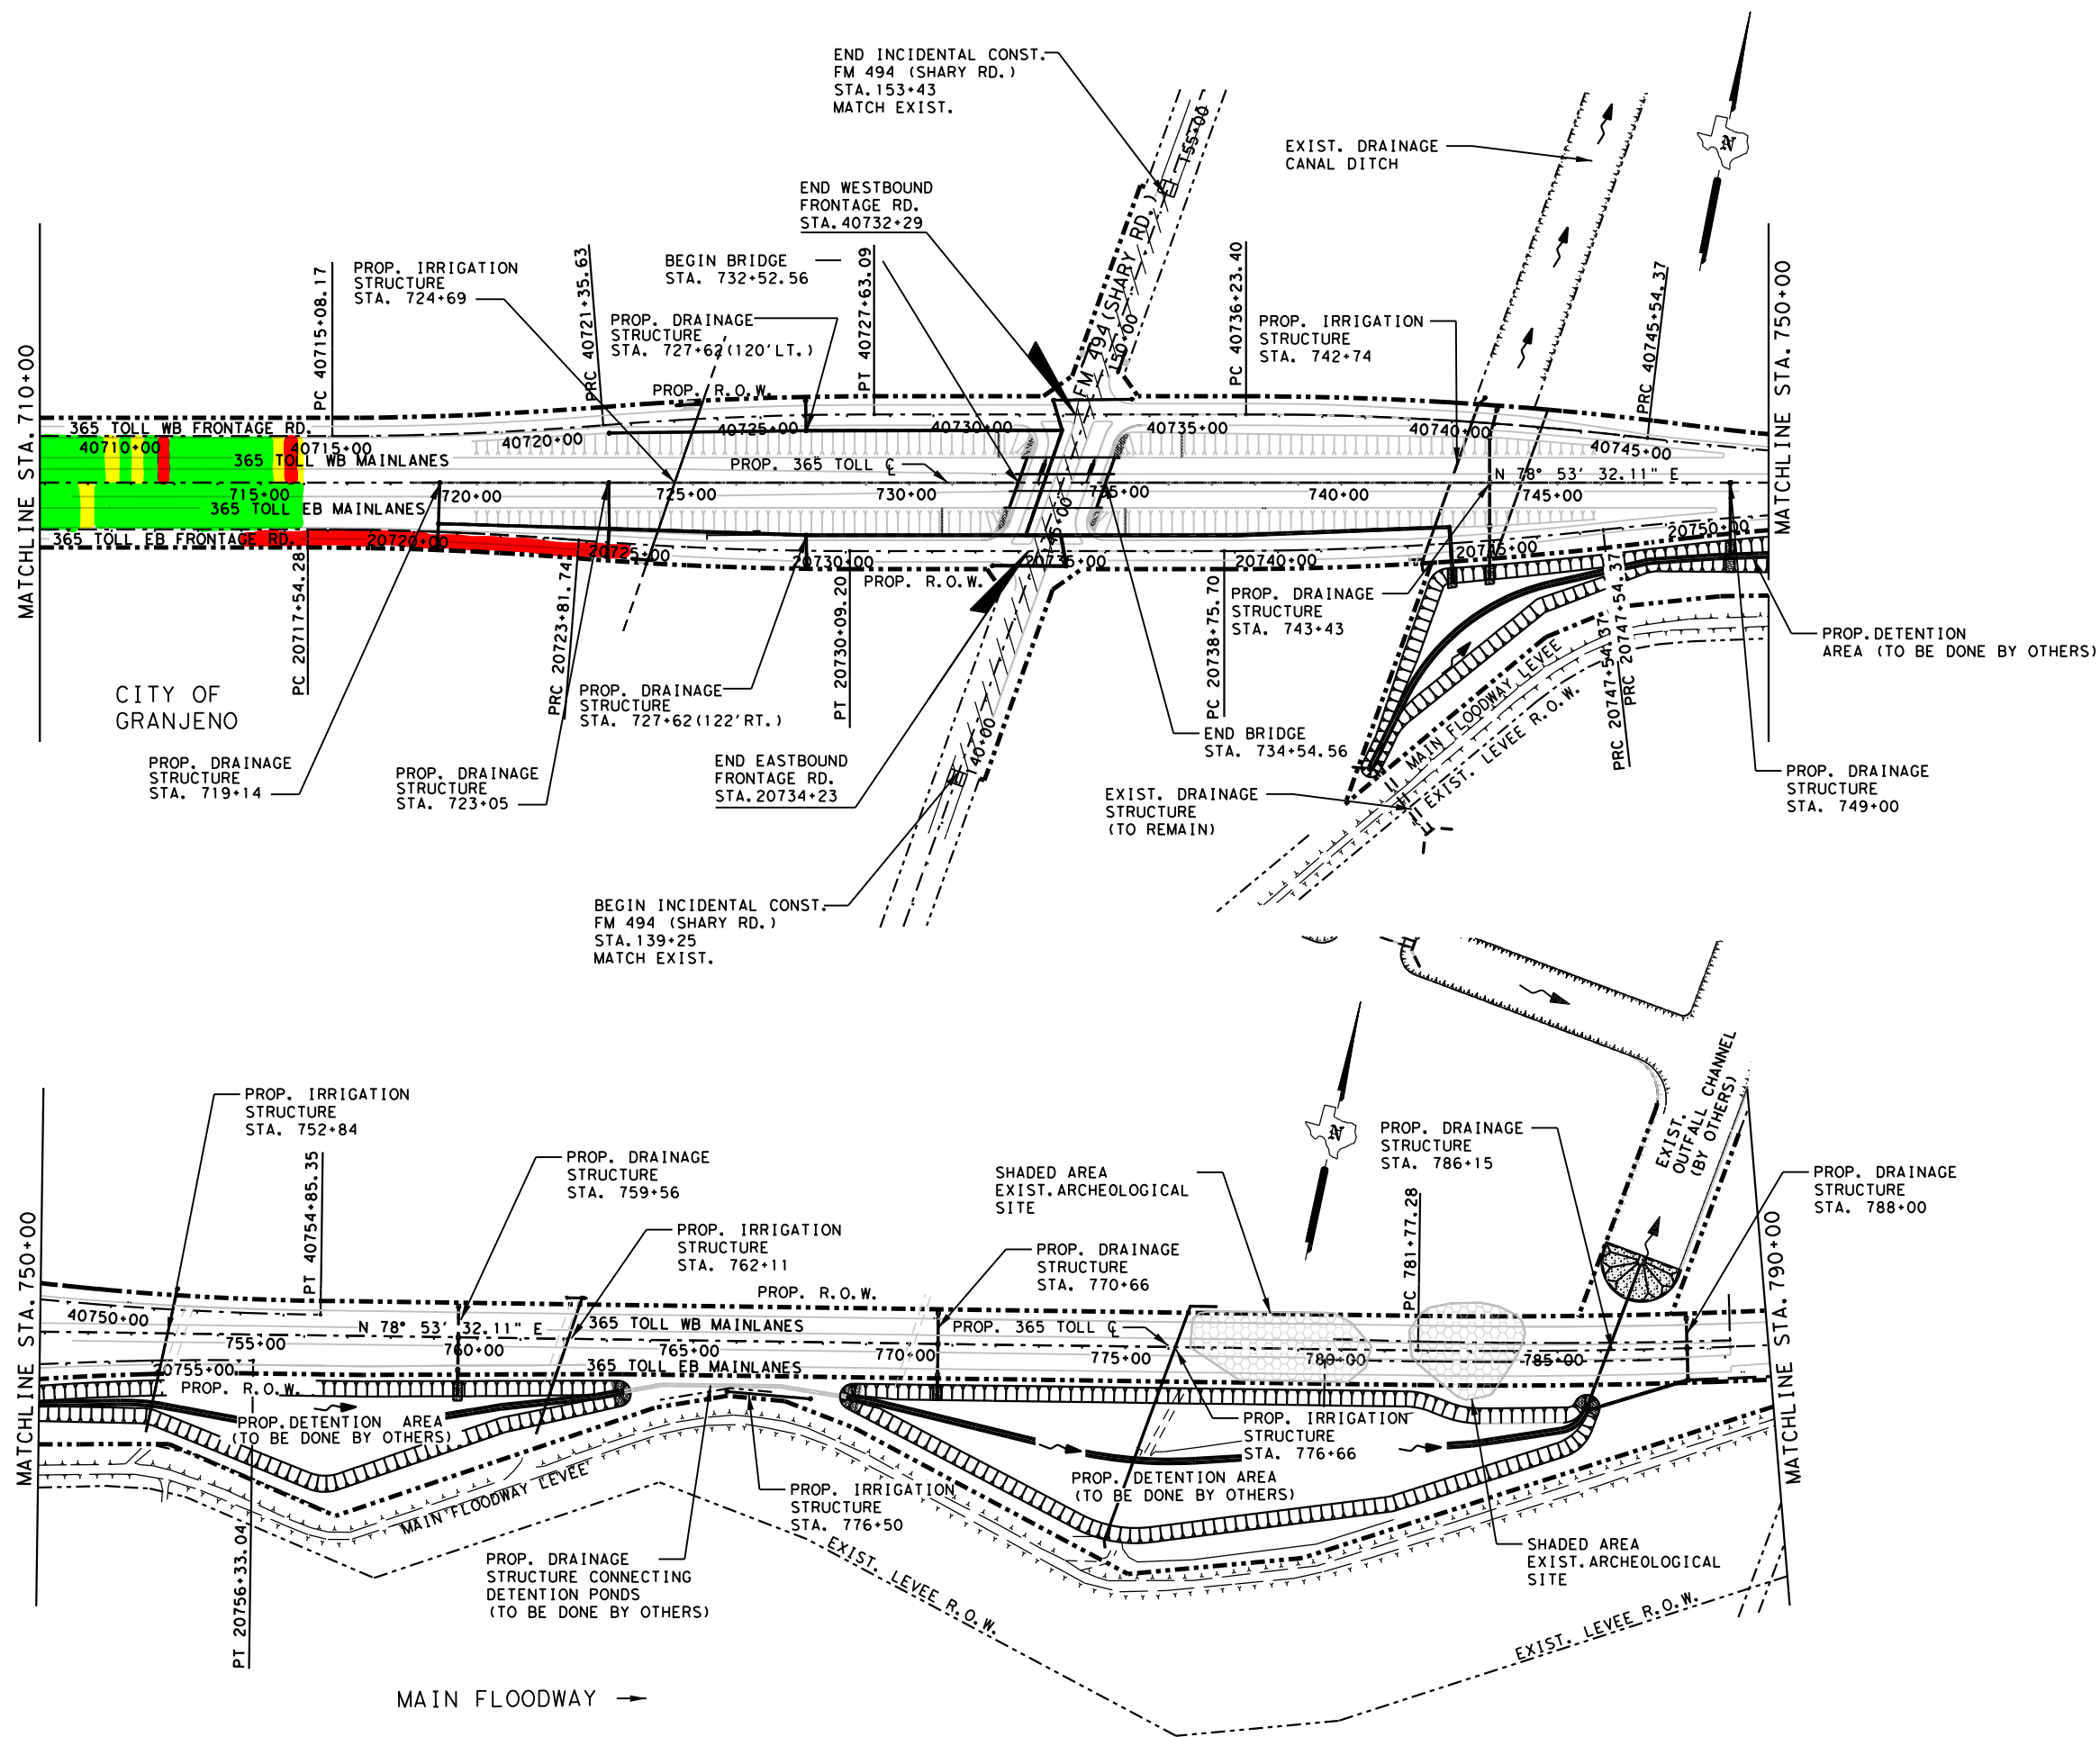 END INCIDENTAL CONST.
FM 494 (SHARY RD.)
STA.153+43
MATCH EXIST.
155+00
EXIST. DRAINAGE
CANAL DITCH
N
END WESTBOUND
FRONTAGE RD.
STA.40732+29
BEGIN BRIDGE
STA. 732+52.56
PROP. IRRIGATION
STRUCTURE
STA. 724+69
PROP. DRAINAGE
STRUCTURE
STA. 727+62(120'LT.)
PROP. IRRIGATION
STRUCTURE
STA. 742+74
MATCHLINE STA. 710+00
PC 40715+08.17
PRC 40721+35.63
PT 40727+63.09
FM 494(SHARY RD.)
150+00
PC 40736+23.40
PRC 40745+54.37
MATCHLINE STA. 750+00
PROP. R.O.W.
365 TOLL WB FRONTAGE RD.
40710+00
40715+00
40720+00
40725+00
40730+00
40735+00
40740+00
40745+00
365 TOLL WB MAINLANES
PROP. 365 TOLL ℄
N 78° 53' 32.11" E
715+00
720+00
725+00
730+00
735+00
740+00
745+00
365 TOLL EB MAINLANES
365 TOLL EB FRONTAGE RD.
20720+00
20725+00
20730+00
20735+00
20740+00
20745+00
20750+00
145+00
PROP. R.O.W.
PC 20717+54.28
PRC 20723+81.74
PT 20730+09.20
PC 20738+75.70
PRC 20747+54.37
PRC 20747+54.37
PROP. DRAINAGE
STRUCTURE
STA. 743+43
PROP.DETENTION
AREA (TO BE DONE BY OTHERS)
CITY OF
GRANJENO
PROP. DRAINAGE
STRUCTURE
STA. 727+62(122'RT.)
END BRIDGE
STA. 734+54.56
MAIN FLOODWAY LEVEE
EXIST. LEVEE R.O.W.
140+00
PROP. DRAINAGE
STRUCTURE
STA. 719+14
PROP. DRAINAGE
STRUCTURE
STA. 723+05
END EASTBOUND
FRONTAGE RD.
STA.20734+23
EXIST. DRAINAGE
STRUCTURE
(TO REMAIN)
PROP. DRAINAGE
STRUCTURE
STA. 749+00
BEGIN INCIDENTAL CONST.
FM 494 (SHARY RD.)
STA.139+25
MATCH EXIST.
PROP. IRRIGATION
STRUCTURE
STA. 752+84
PROP. DRAINAGE
STRUCTURE
STA. 759+56
PROP. IRRIGATION
STRUCTURE
STA. 762+11
SHADED AREA
EXIST.ARCHEOLOGICAL
SITE
PROP. DRAINAGE
STRUCTURE
STA. 770+66
N
PROP. DRAINAGE
STRUCTURE
STA. 786+15
EXIST.
OUTFALL CHANNEL
(BY OTHERS)
PROP. DRAINAGE
STRUCTURE
STA. 788+00
MATCHLINE STA. 750+00
PT 40754+85.35
PC 781+77.28
MATCHLINE STA. 790+00
PROP. R.O.W.
40750+00
N 78° 53' 32.11" E
365 TOLL WB MAINLANES
PROP. 365 TOLL ℄
755+00
760+00
765+00
770+00
775+00
780+00
785+00
20755+00
365 TOLL EB MAINLANES
PROP. R.O.W.
PROP.DETENTION AREA
(TO BE DONE BY OTHERS)
PROP. IRRIGATION
STRUCTURE
STA. 776+66
PROP. DETENTION AREA
(TO BE DONE BY OTHERS)
PROP. IRRIGATION
STRUCTURE
STA. 776+50
MAIN FLOODWAY LEVEE
PT 20756+33.04
PROP. DRAINAGE
STRUCTURE CONNECTING
DETENTION PONDS
(TO BE DONE BY OTHERS)
EXIST. LEVEE R.O.W.
SHADED AREA
EXIST.ARCHEOLOGICAL
SITE
EXIST. LEVEE R.O.W.
MAIN FLOODWAY